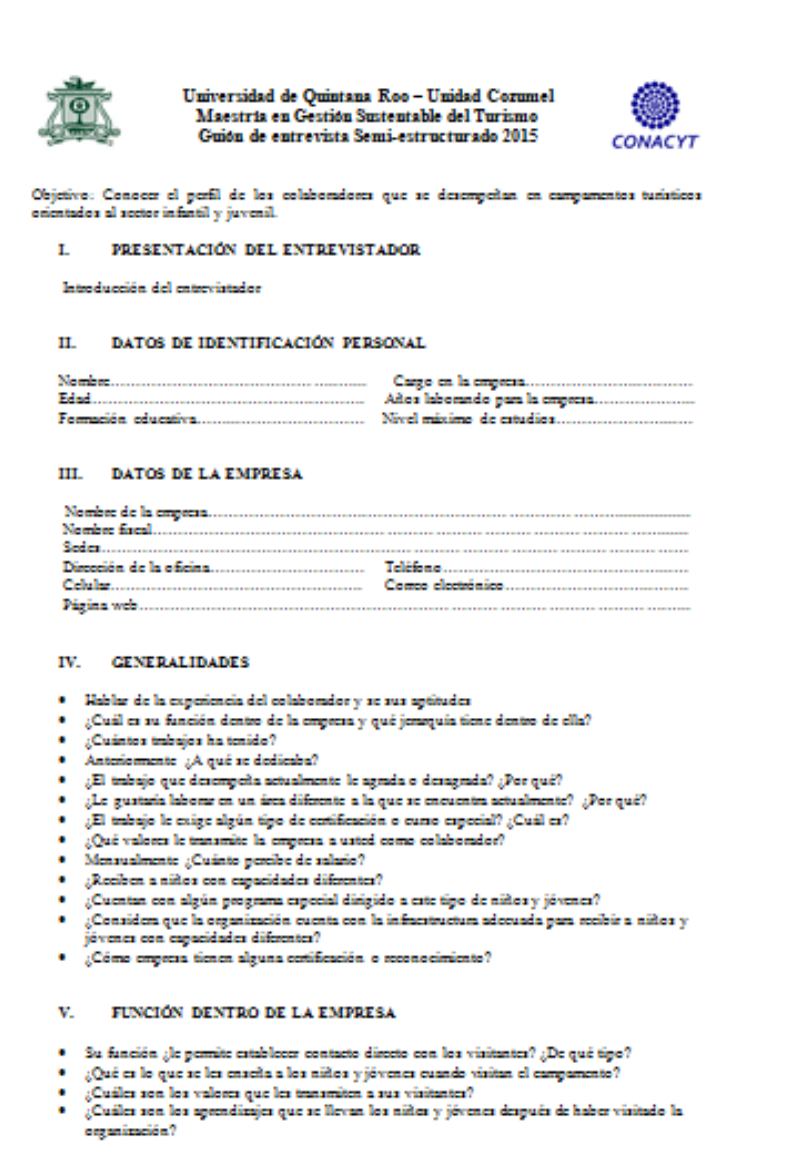 Universidad de Quintana Roo – Unidad Cozumel
Maestría en Gestión Sustentable del Turismo
Guión de entrevista Semi-estructurado 2015
CONACYT
Objetivo: Conocer el perfil de los colaboradores que se desempeñan en campamentos turísticos
orientados al sector infantil y juvenil.
I. PRESENTACIÓN DEL ENTREVISTADOR
Introducción del entrevistador
II. DATOS DE IDENTIFICACIÓN PERSONAL
Nombre.................................................. Cargo en la empresa..................................
Edad...................................................... Años laborando para la empresa.....................
Formación educativa.................................. Nivel máximo de estudios............................
III. DATOS DE LA EMPRESA
Nombre de la empresa..........................................................................................
Nombre fiscal.....................................................................................................
Sedes................................................................................................................
Dirección de la oficina............................... Teléfono..................................................
Celular.................................................. Correo electrónico.....................................
Página web.........................................................................................................
IV. GENERALIDADES
• Hablar de la experiencia del colaborador y se sus aptitudes
• ¿Cuál es su función dentro de la empresa y qué jerarquía tiene dentro de ella?
• ¿Cuántos trabajos ha tenido?
• Anteriormente ¿A qué se dedicaba?
• ¿El trabajo que desempeña actualmente le agrada o desagrada? ¿Por qué?
• ¿Le gustaría laborar en un área diferente a la que se encuentra actualmente? ¿Por qué?
• ¿El trabajo le exige algún tipo de certificación o curso especial? ¿Cuál es?
• ¿Qué valores le transmite la empresa a usted como colaborador?
• Mensualmente ¿Cuánto percibe de salario?
• ¿Reciben a niños con capacidades diferentes?
• ¿Cuentan con algún programa especial dirigido a este tipo de niños y jóvenes?
• ¿Considera que la organización cuenta con la infraestructura adecuada para recibir a niños y
jóvenes con capacidades diferentes?
• ¿Cómo empresa tienen alguna certificación o reconocimiento?
V. FUNCIÓN DENTRO DE LA EMPRESA
• Su función ¿le permite establecer contacto directo con los visitantes? ¿De qué tipo?
• ¿Qué es lo que se les enseña a los niños y jóvenes cuando visitan el campamento?
• ¿Cuáles son los valores que les transmiten a sus visitantes?
• ¿Cuáles son los aprendizajes que se llevan los niños y jóvenes después de haber visitado la
organización?